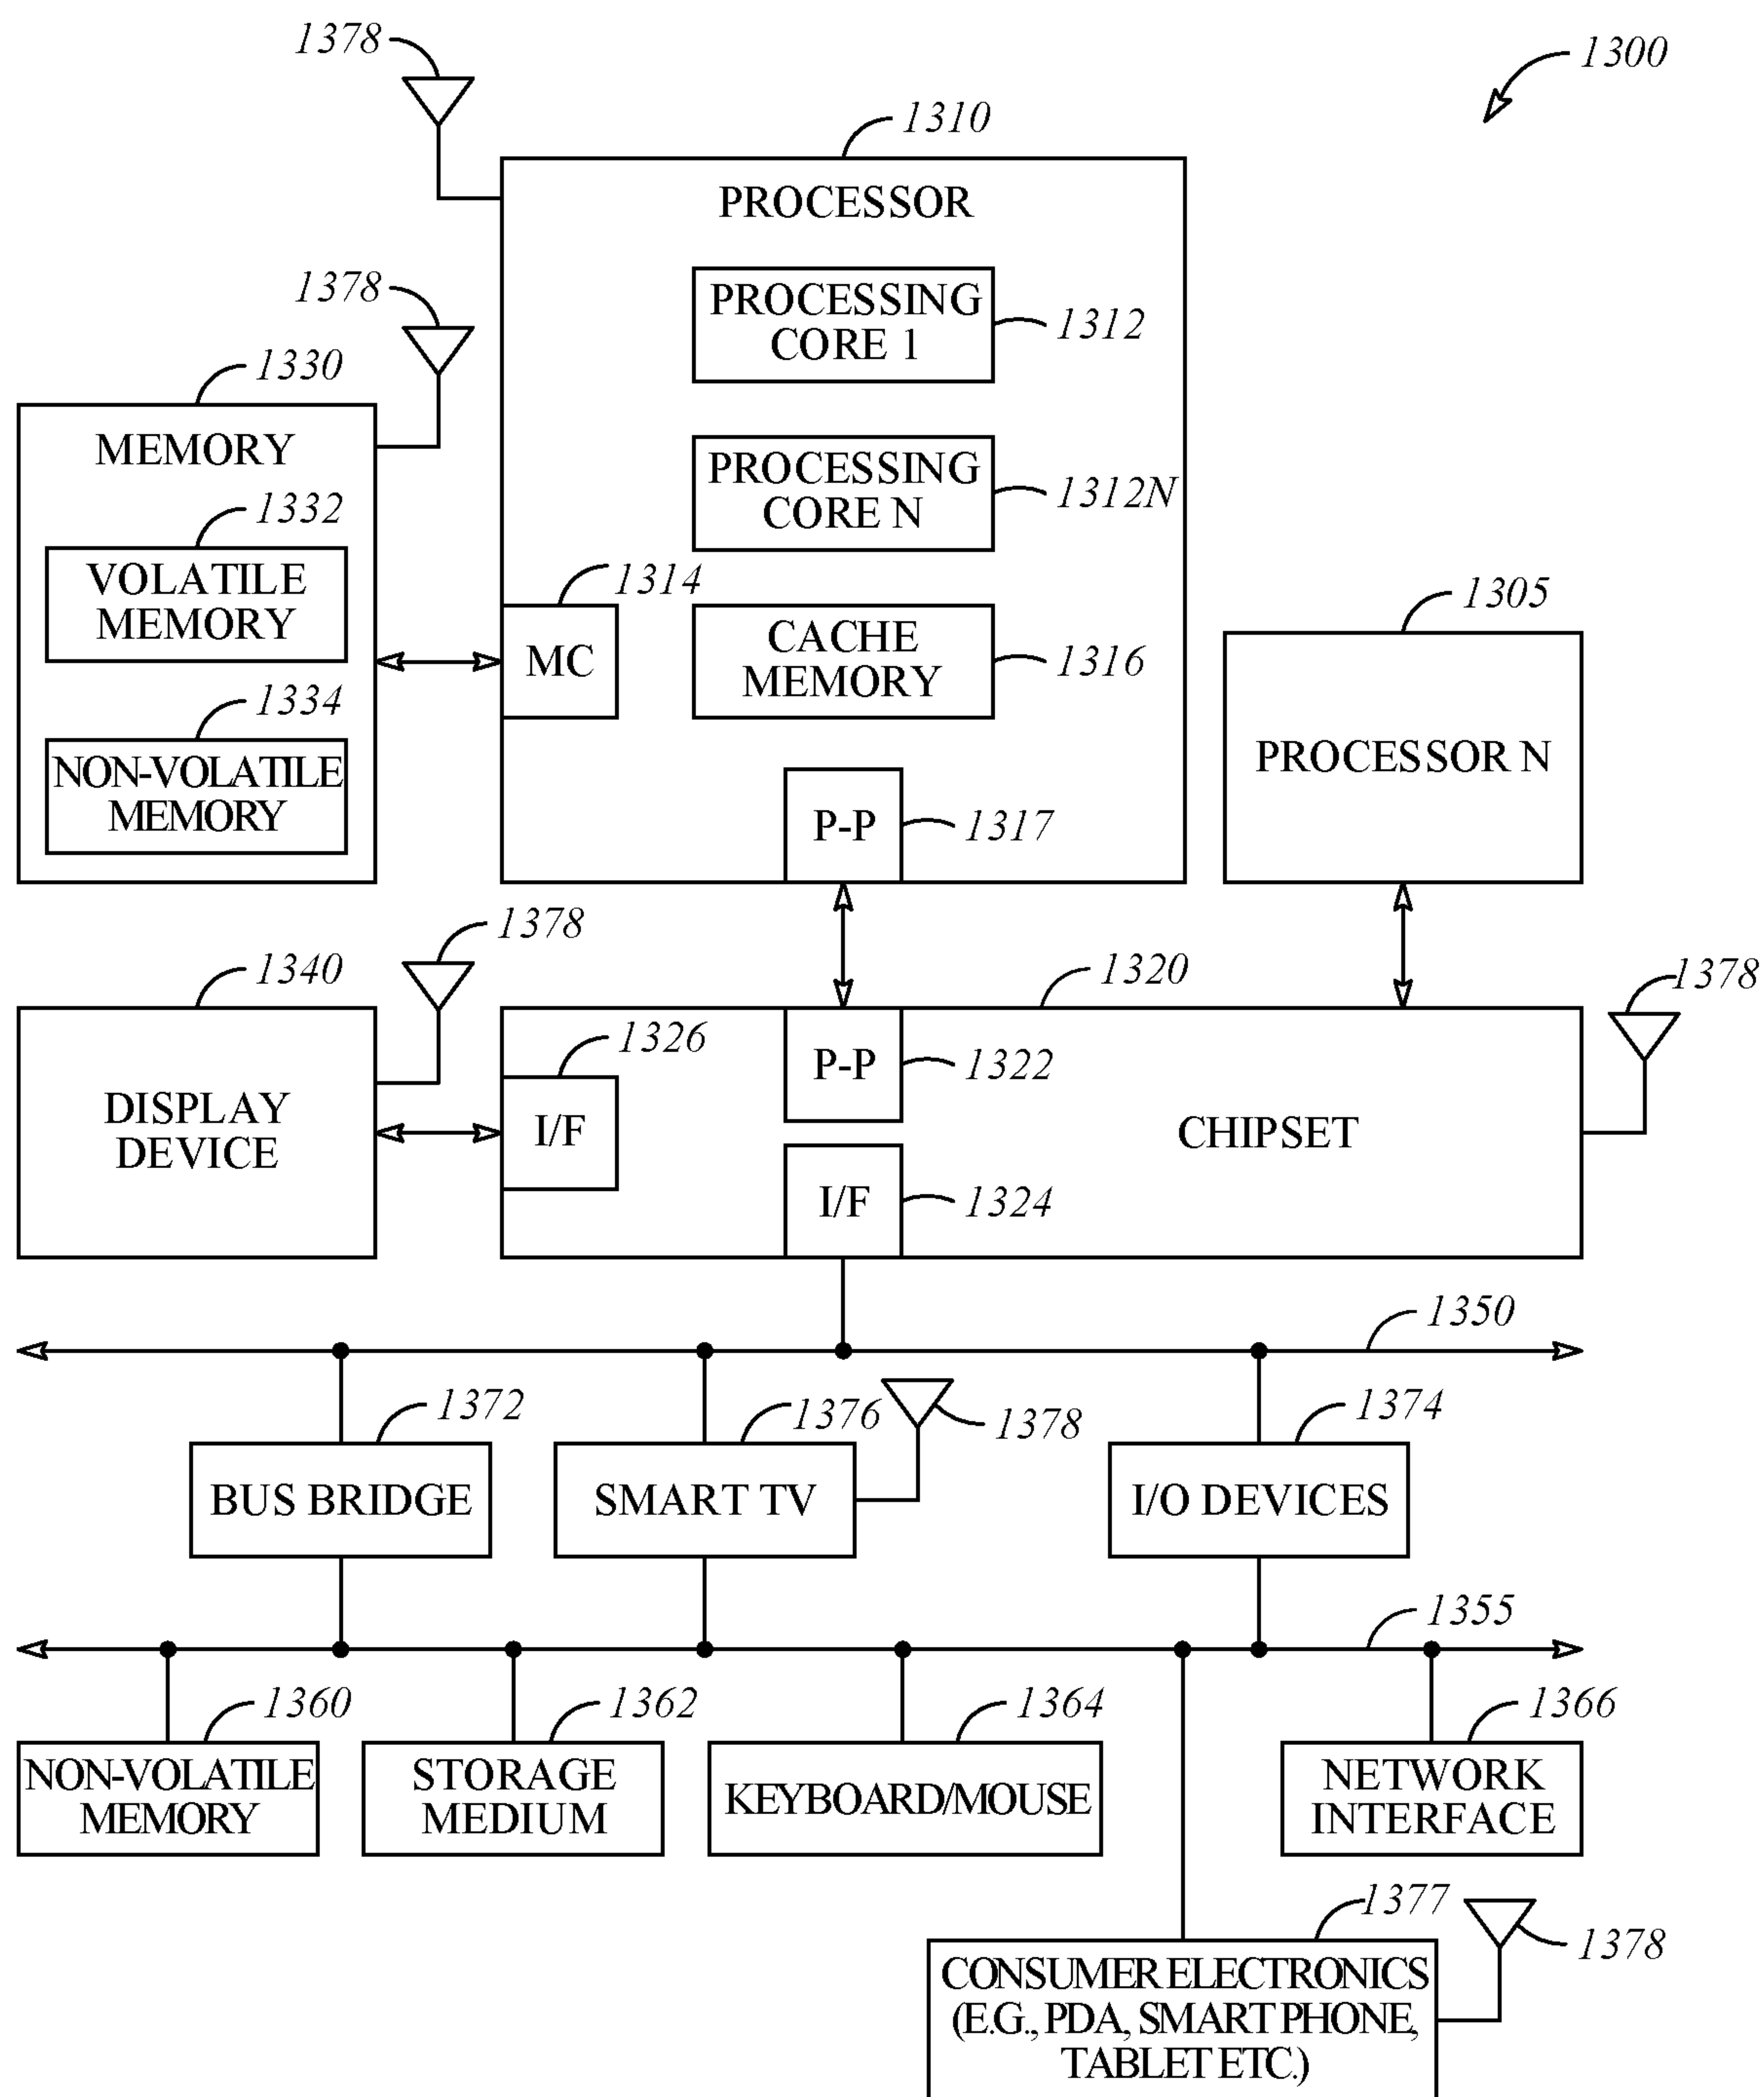 1378
1300
1310
PROCESSOR
PROCESSING
CORE 1
1312
1378
1330
MEMORY
PROCESSING
CORE N
1312N
1332
VOLATILE
MEMORY
1314
MC
CACHE
MEMORY
1316
1305
PROCESSOR N
1334
NON-VOLATILE
MEMORY
P-P
1317
1378
1340
DISPLAY
DEVICE
1320
1378
1326
I/F
P-P
1322
CHIPSET
I/F
1324
1350
1372
BUS BRIDGE
1376
SMART TV
1378
1374
I/O DEVICES
1355
1360
NON-VOLATILE
MEMORY
1362
STORAGE
MEDIUM
1364
KEYBOARD/MOUSE
1366
NETWORK
INTERFACE
1377
CONSUMER ELECTRONICS
(E.G., PDA, SMART PHONE,
TABLET ETC.)
1378